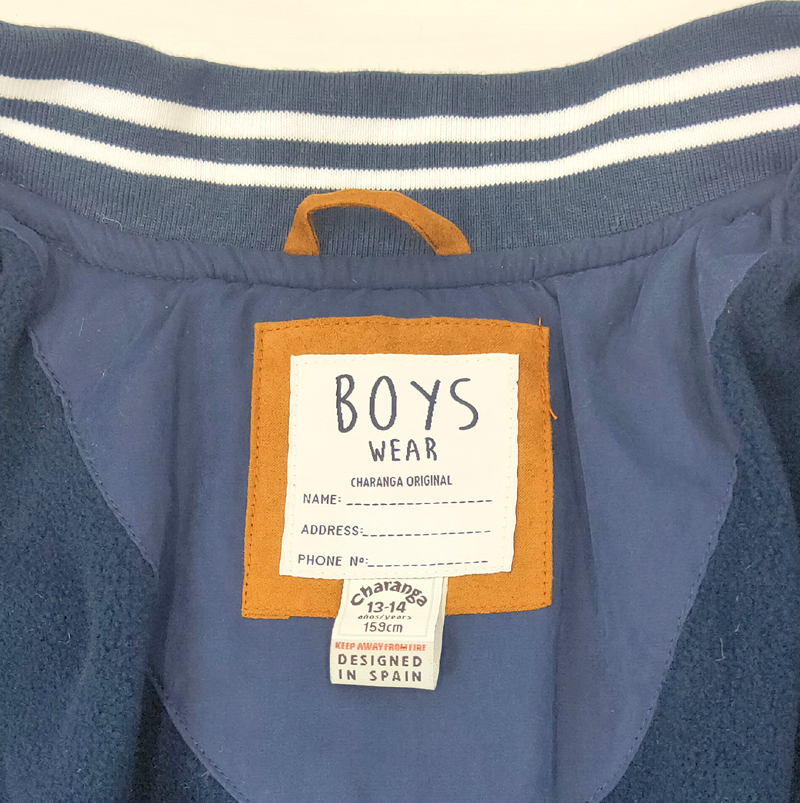 BOYS
WEAR
CHARANGA ORIGINAL
NAME:
ADDRESS:
PHONE Nº:
Charanga
13-14
años/years
159cm
KEEP AWAY FROM FIRE
DESIGNED
IN SPAIN